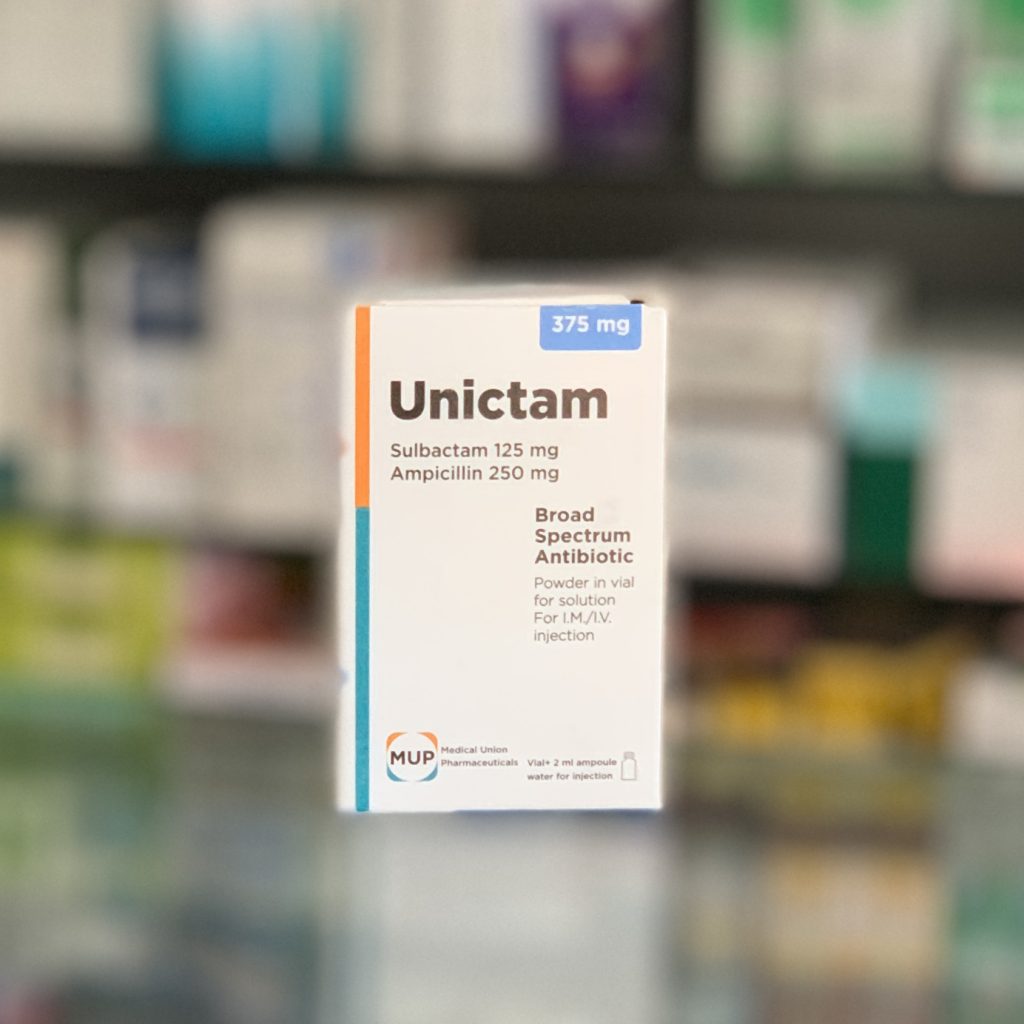 375 mg
Unictam
Sulbactam 125 mg
Ampicillin 250 mg
Broad
Spectrum
Antibiotic
Powder in vial
for solution
For I.M./I.V.
injection
MUP
Medical Union
Pharmaceuticals
Vial+ 2 ml ampoule
water for injection